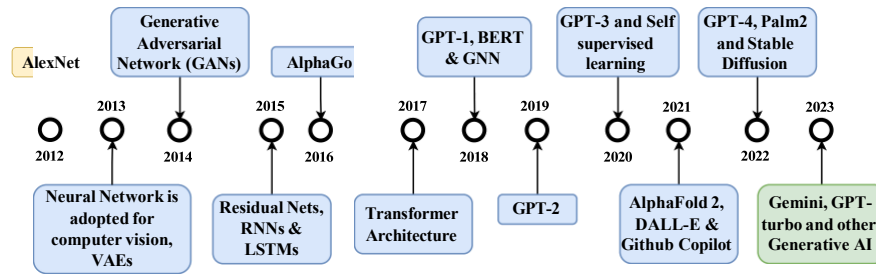 AlexNet
2012
2013
Neural Network is
adopted for
computer vision,
VAEs
Generative
Adversarial
Network (GANs)
2014
2015
Residual Nets,
RNNs &
LSTMs
AlphaGo
2016
2017
Transformer
Architecture
GPT-1, BERT
& GNN
2018
2019
GPT-2
GPT-3 and Self
supervised
learning
2020
2021
AlphaFold 2,
DALL-E &
Github Copilot
GPT-4, Palm2
and Stable
Diffusion
2022
2023
Gemini, GPT-
turbo and other
Generative AI